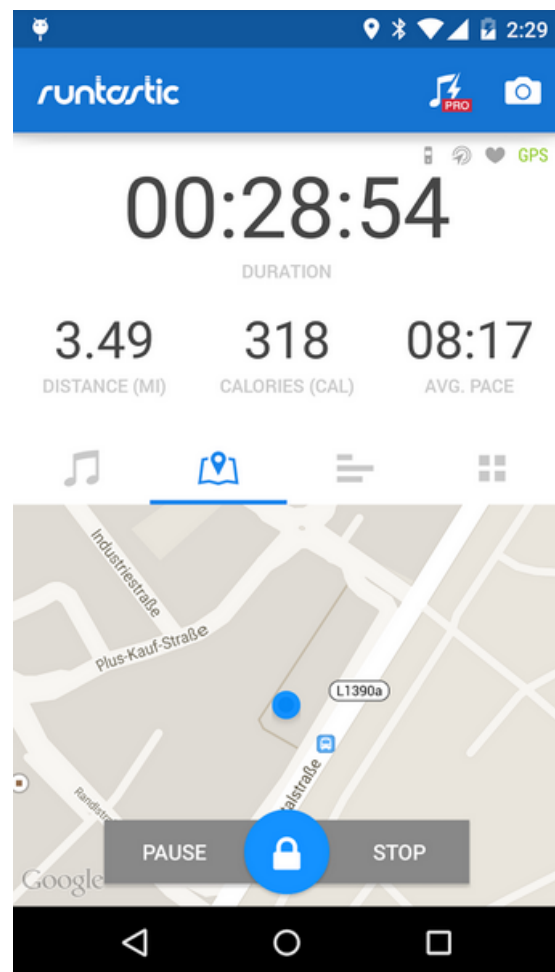 2:29
runtastic
PRO
GPS
00:28:54
DURATION
3.49 318 08:17
DISTANCE (MI) CALORIES (CAL) AVG. PACE
Industriestraße
Plus-Kauf-Straße
L1390a
PAUSE STOP
Google